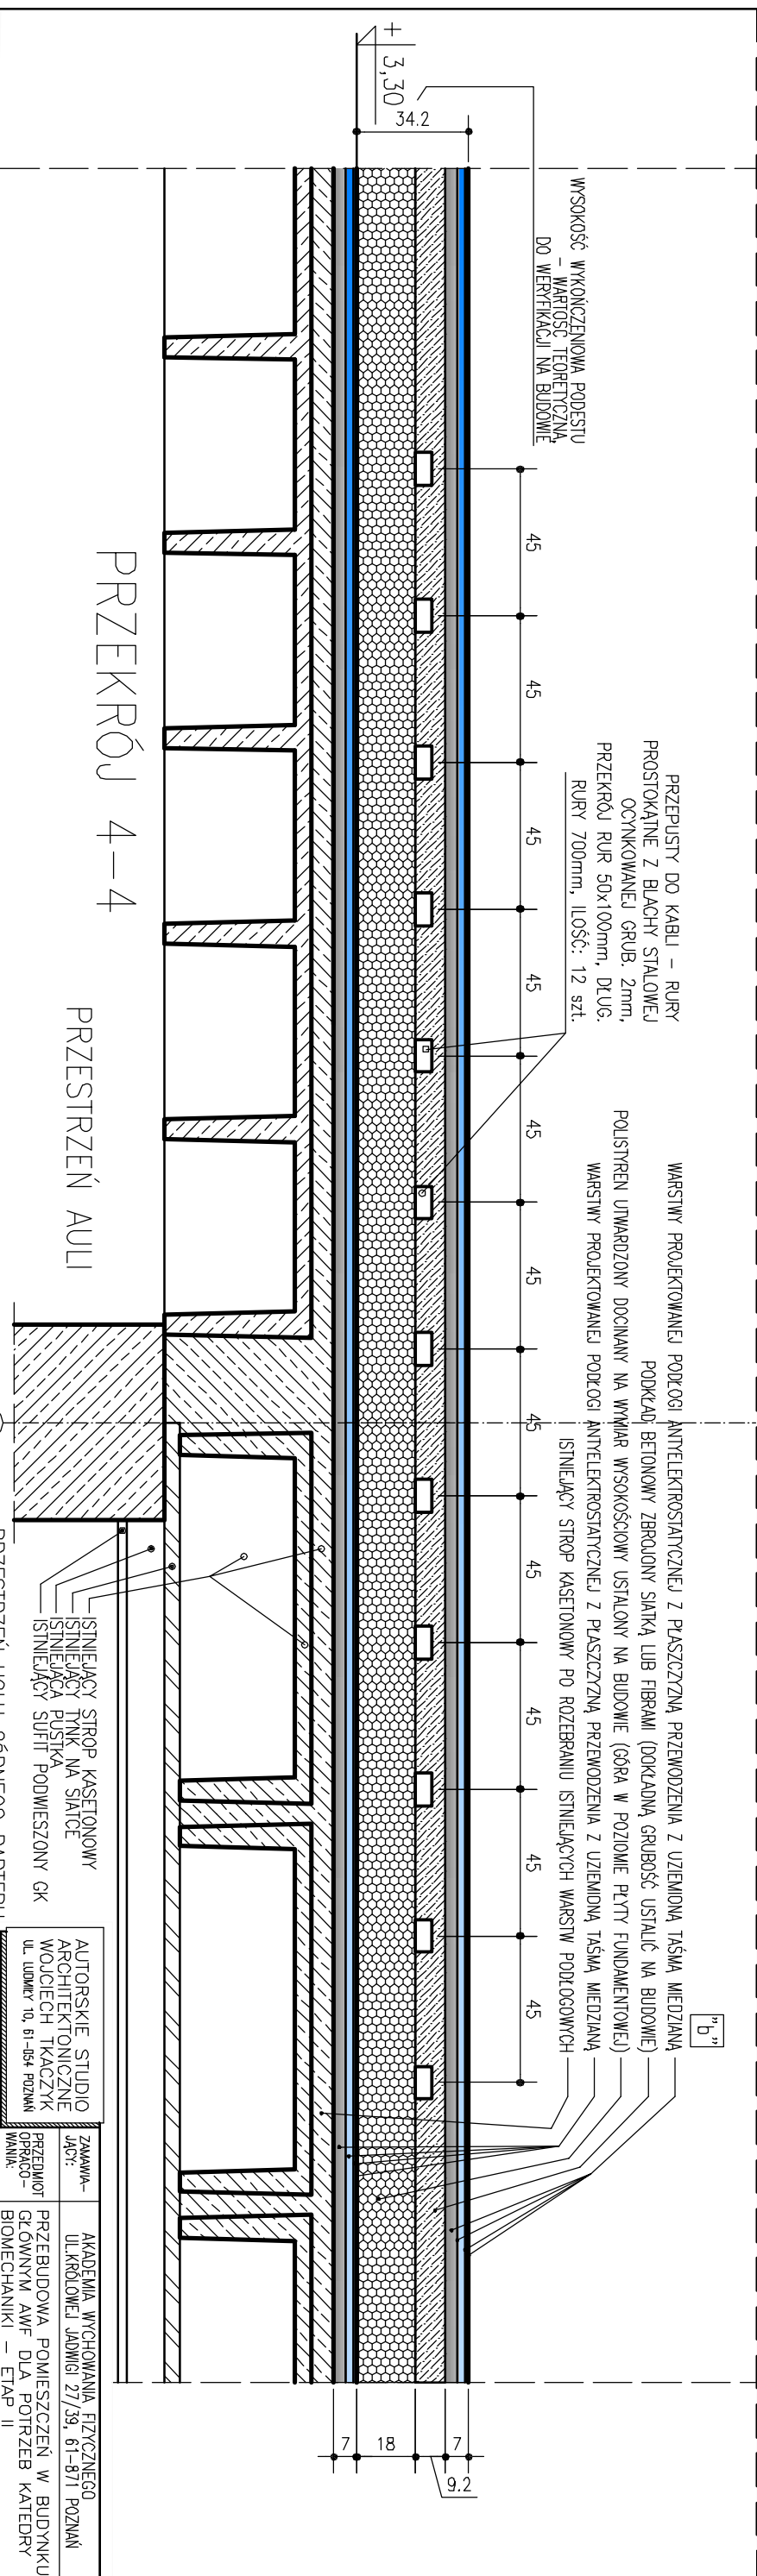 + 3,30
34.2
WYSOKOŚĆ WYKOŃCZENIOWA PODESTU
- WARTOŚĆ TEORETYCZNA,
DO WERYFIKACJI NA BUDOWIE
45
45
45
45
45
45
45
45
45
45
45
PRZEPUSTY DO KABLI - RURY
PROSTOKĄTNE Z BLACHY STALOWEJ
OCYNKOWANEJ GRUB. 2mm,
PRZEKRÓJ RUR 50x100mm, DŁUG.
RURY 700mm, ILOŚĆ: 12 szt.
"b"
WARSTWY PROJEKTOWANEJ PODŁOGI ANTYELEKTROSTATYCZNEJ Z PŁASZCZYZNĄ PRZEWODZENIA Z UZIEMIONĄ TAŚMĄ MIEDZIANĄ
PODKŁAD BETONOWY ZBROJONY SIATKĄ LUB FIBRAMI (DOKŁADNĄ GRUBOŚĆ USTALIĆ NA BUDOWIE)
POLISTYREN UTWARDZONY DOCINANY NA WYMIAR WYSOKOŚCIOWY USTALONY NA BUDOWIE (GÓRA W POZIOMIE PŁYTY FUNDAMENTOWEJ)
WARSTWY PROJEKTOWANEJ PODŁOGI ANTYELEKTROSTATYCZNEJ Z PŁASZCZYZNĄ PRZEWODZENIA Z UZIEMIONĄ TAŚMĄ MIEDZIANĄ
ISTNIEJĄCY STROP KASETONOWY PO ROZEBRANIU ISTNIEJĄCYCH WARSTW PODŁOGOWYCH
7
18
9.2
7
PRZEKRÓJ 4-4
PRZESTRZEŃ AULI
ISTNIEJĄCY STROP KASETONOWY
ISTNIEJĄCY TYNK NA SIATCE
ISTNIEJĄCA PUSTKA
ISTNIEJĄCY SUFIT PODWIESZONY GK
AUTORSKIE STUDIO
ARCHITEKTONICZNE
WOJCIECH TKACZYK
UL. LUDMIŁY 10, 61-054 POZNAŃ
ZAMAWIA-
JĄCY:
AKADEMIA WYCHOWANIA FIZYCZNEGO
UL.KRÓLOWEJ JADWIGI 27/39, 61-871 POZNAŃ
PRZEDMIOT
OPRACO-
WANIA:
PRZEBUDOWA POMIESZCZEŃ W BUDYNKU
GŁÓWNYM AWF DLA POTRZEB KATEDRY
BIOMECHANIKI - ETAP II